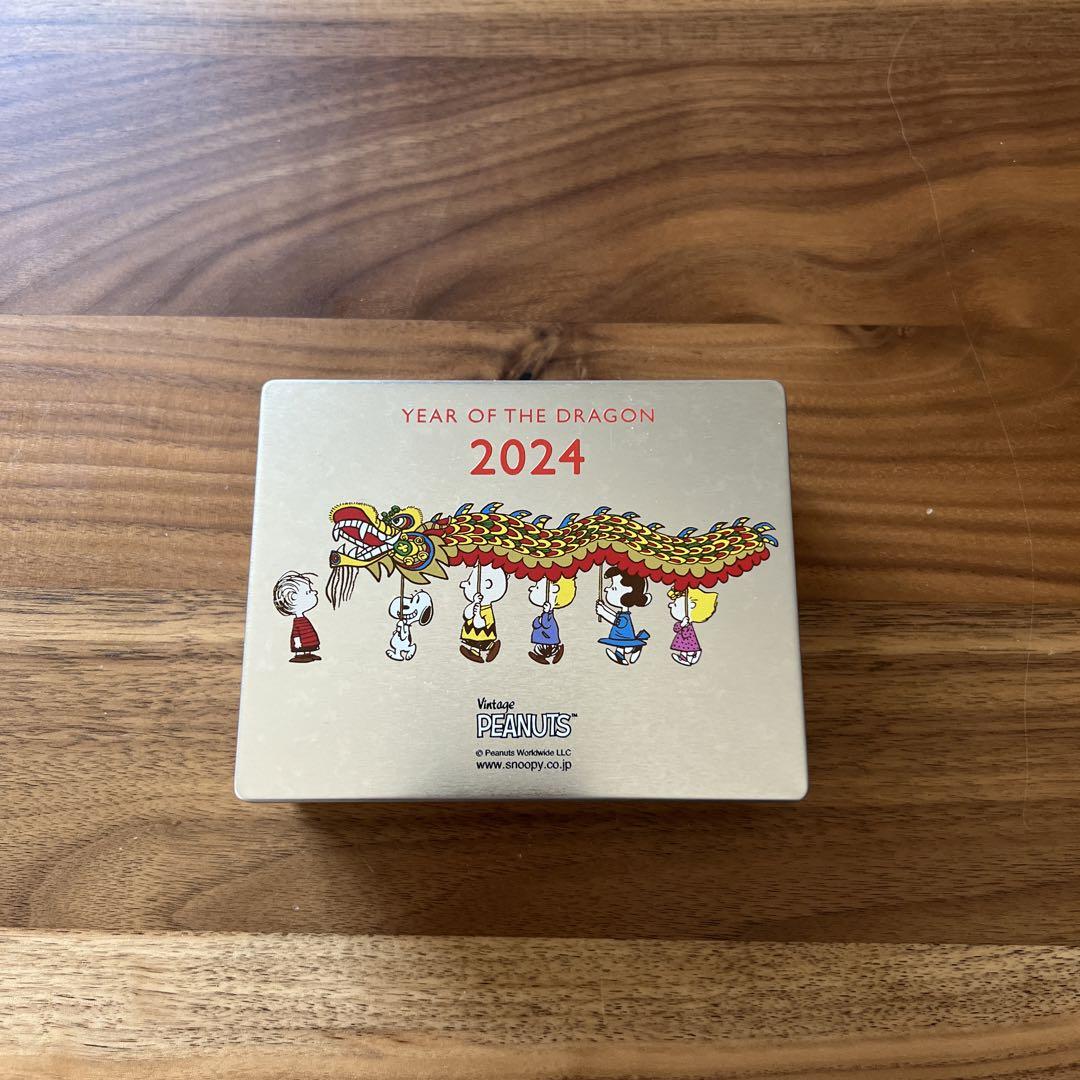 YEAR OF THE DRAGON
2024
Vintage
PEANUTS™
© Peanuts Worldwide LLC
www.snoopy.co.jp